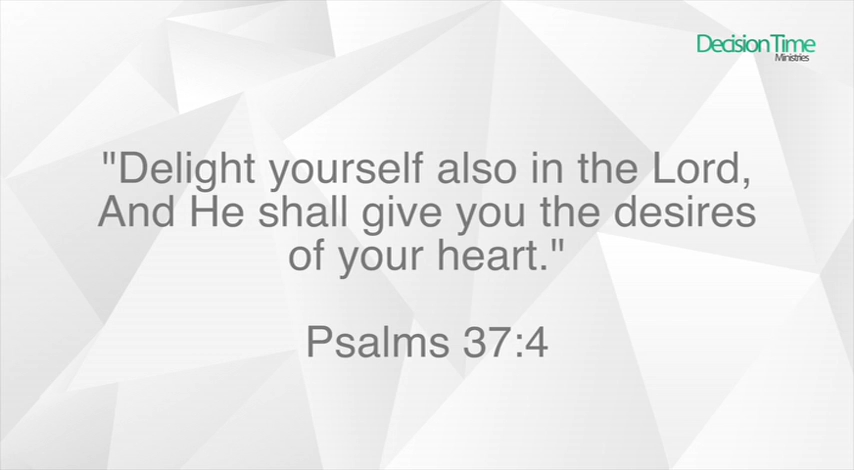 DecisionTime
Ministries
"Delight yourself also in the Lord,
And He shall give you the desires
of your heart."
Psalms 37:4